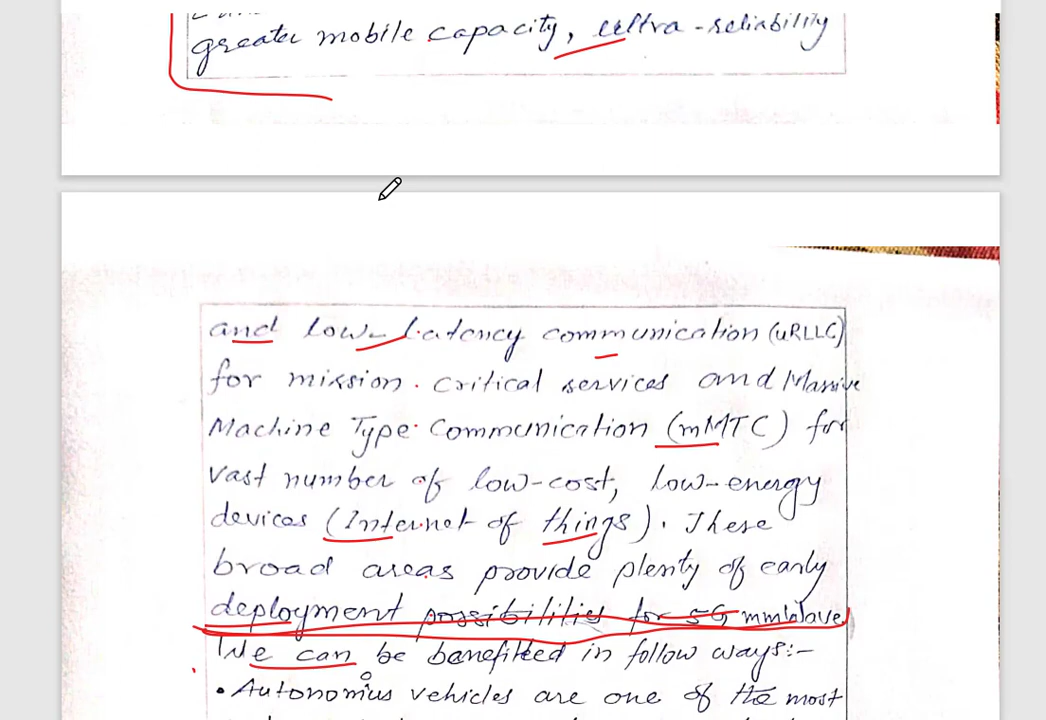 greater mobile capacity, ultra-reliability
and low-latency communication (uRLLC)
for mission critical services and Massive
Machine Type Communication (mMTC) for
vast number of low-cost, low-energy
devices (Internet of things). These
broad areas provide plenty of early
deployment possibilities for 5G mmWave
We can be benefitted in follow ways:-
• Autonomous vehicles are one of the most